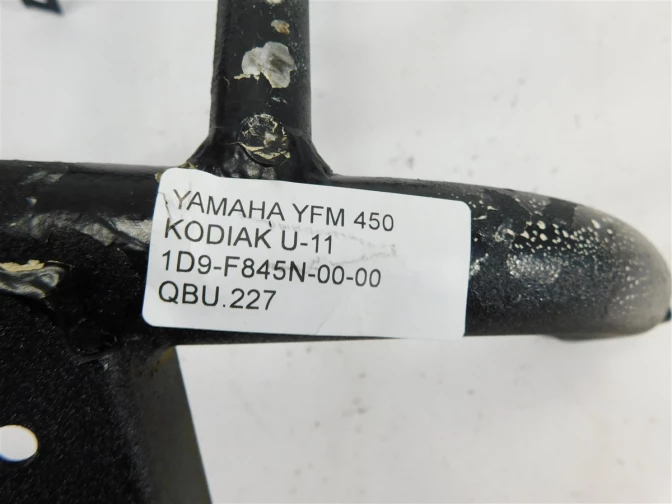 YAMAHA YFM 450
KODIAK U-11
1D9-F845N-00-00
QBU.227